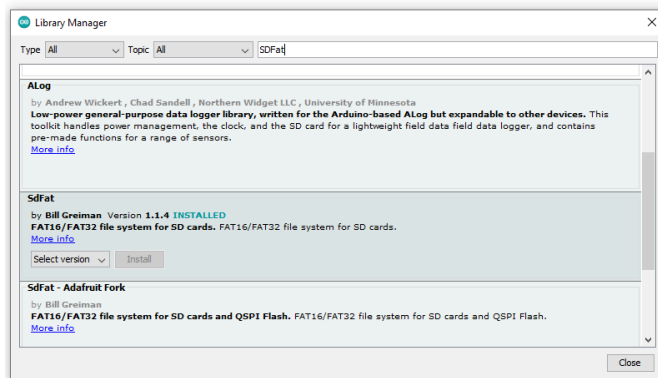 Library Manager
Type All Topic All SDFat
ALog
by Andrew Wickert , Chad Sandell , Northern Widget LLC , University of Minnesota
Low-power general-purpose data logger library, written for the Arduino-based ALog but expandable to other devices. This
toolkit handles power management, the clock, and the SD card for a lightweight field data field data logger, and contains
pre-made functions for a range of sensors.
More info
SdFat
by Bill Greiman Version 1.1.4 INSTALLED
FAT16/FAT32 file system for SD cards. FAT16/FAT32 file system for SD cards.
More info
Select version Install
SdFat - Adafruit Fork
by Bill Greiman
FAT16/FAT32 file system for SD cards and QSPI Flash. FAT16/FAT32 file system for SD cards and QSPI Flash.
More info
Close